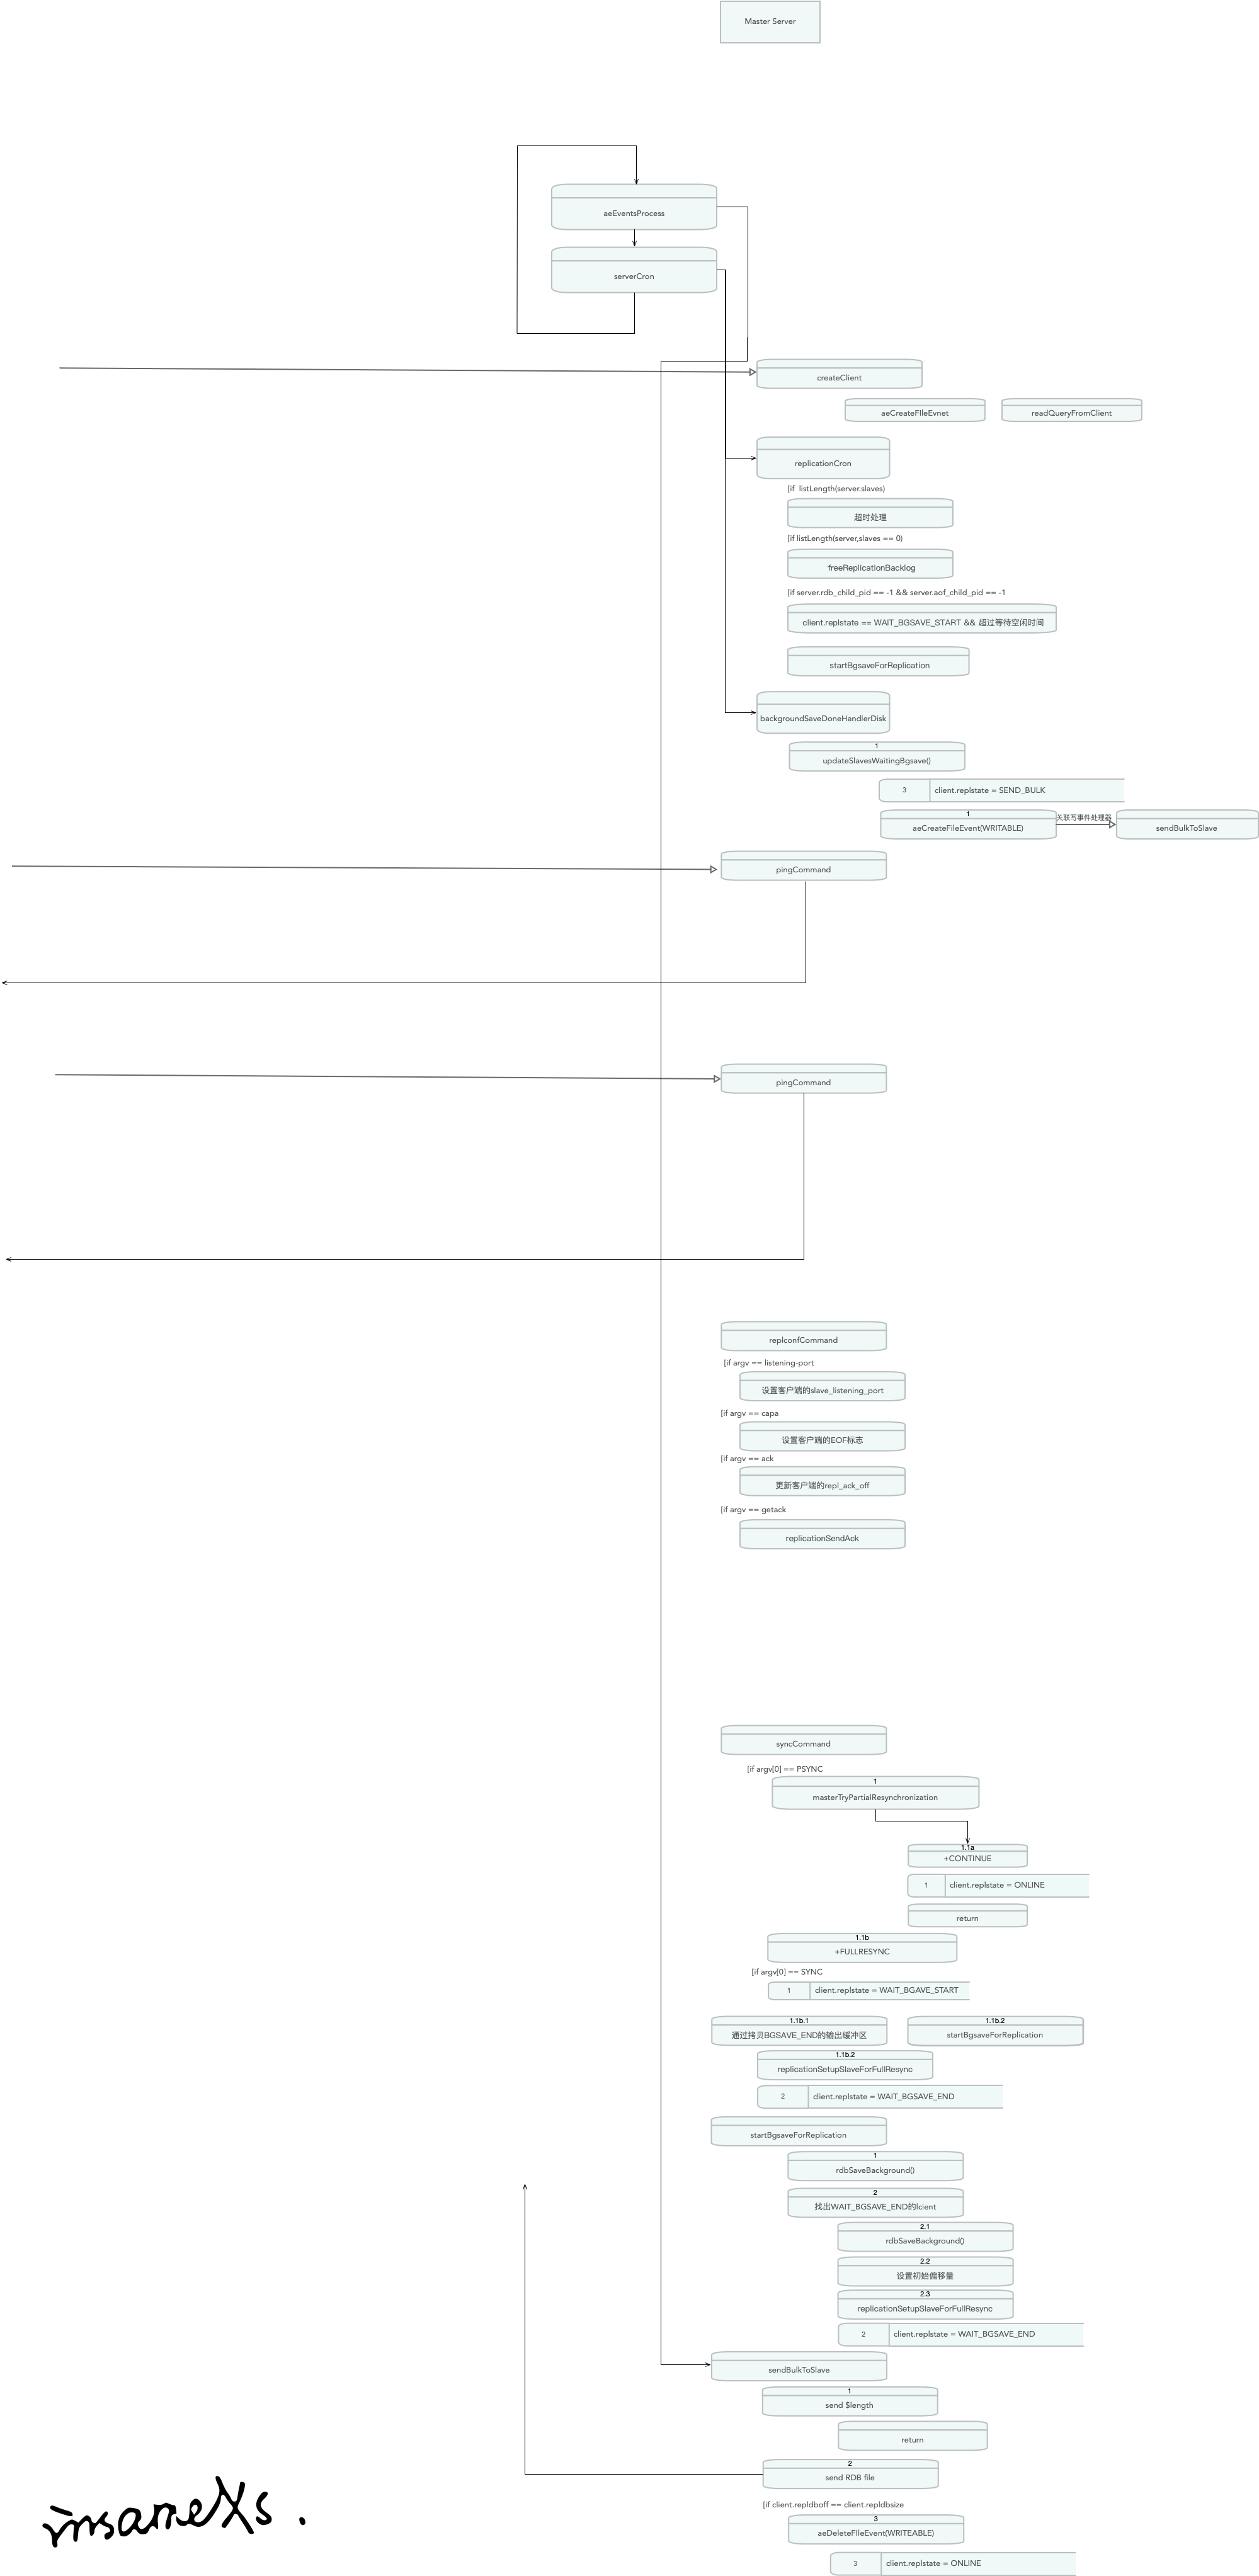 Master Server
aeEventsProcess
serverCron
createClient
aeCreateFIleEvnet
readQueryFromClient
replicationCron
[if  listLength(server.slaves)
超时处理
[if listLength(server,slaves == 0)
freeReplicationBacklog
[if server.rdb_child_pid == -1 && server.aof_child_pid == -1
client.replstate == WAIT_BGSAVE_START && 超过等待空闲时间
startBgsaveForReplication
backgroundSaveDoneHandlerDisk
1
updateSlavesWaitingBgsave()
3 client.replstate = SEND_BULK
1
aeCreateFileEvent(WRITABLE)
关联写事件处理器
sendBulkToSlave
pingCommand
pingCommand
replconfCommand
[if argv == listening-port
设置客户端的slave_listening_port
[if argv == capa
设置客户端的EOF标志
[if argv == ack
更新客户端的repl_ack_off
[if argv == getack
replicationSendAck
syncCommand
[if argv[0] == PSYNC
1
masterTryPartialResynchronization
1.1a
+CONTINUE
1 client.replstate = ONLINE
return
1.1b
+FULLRESYNC
[if argv[0] == SYNC
1 client.replstate = WAIT_BGAVE_START
1.1b.1
通过拷贝BGSAVE_END的输出缓冲区
1.1b.2
startBgsaveForReplication
1.1b.2
replicationSetupSlaveForFullResync
2 client.replstate = WAIT_BGSAVE_END
startBgsaveForReplication
1
rdbSaveBackground()
2
找出WAIT_BGSAVE_END的lcient
2.1
rdbSaveBackground()
2.2
设置初始偏移量
2.3
replicationSetupSlaveForFullResync
2 client.replstate = WAIT_BGSAVE_END
sendBulkToSlave
1
send $length
return
2
send RDB file
[if client.repldboff == client.repldbsize
3
aeDeleteFIleEvent(WRITEABLE)
3 client.replstate = ONLINE
insaneXs.